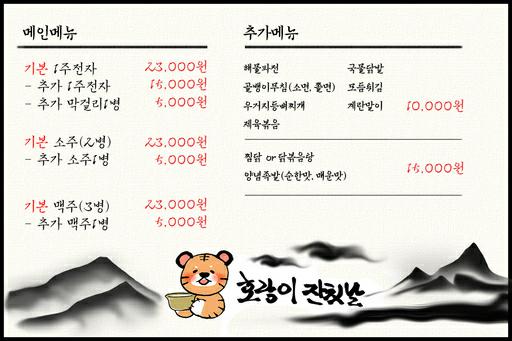 메인메뉴
기본 1주전자 23,000원
- 추가 1주전자 15,000원
- 추가 막걸리1병 5,000원
기본 소주(2병) 23,000원
- 추가 소주1병 5,000원
기본 맥주(3병) 23,000원
- 추가 맥주1병 5,000원
추가메뉴
해물파전 국물닭발
골뱅이무침(소면, 쫄면) 모듬튀김
우거지등뼈찌개 계란말이 10,000원
제육볶음
찜닭 or 닭볶음탕
양념족발(순한맛, 매운맛) 15,000원
호랑이 잔칫날